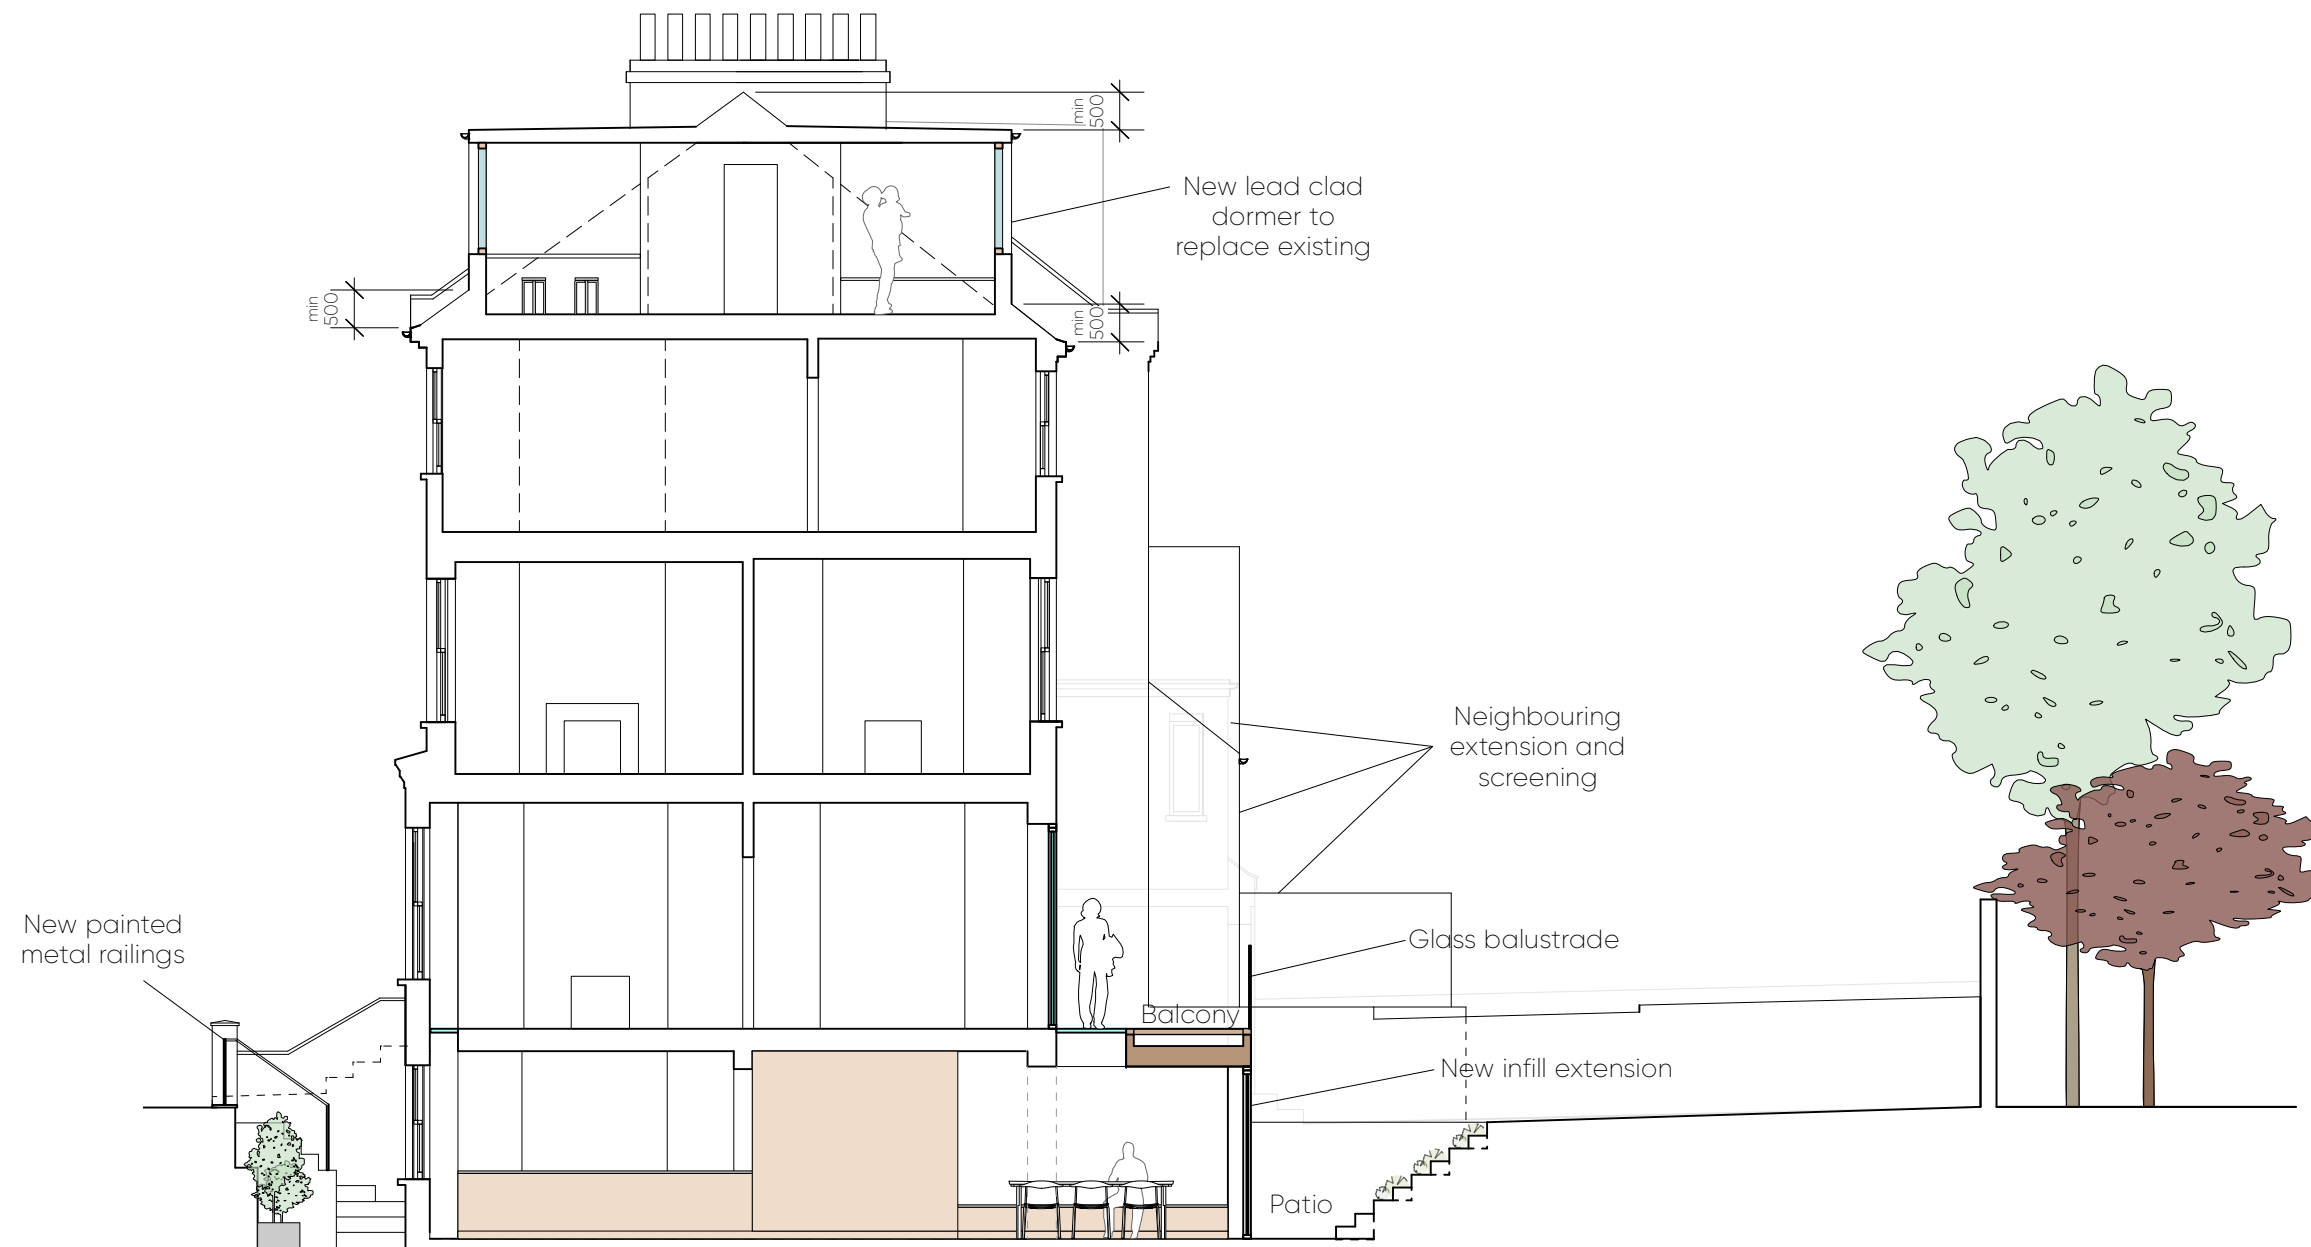 min
500
New lead clad
dormer to
replace existing
min
500
min
500
Neighbouring
extension and
screening
New painted
metal railings
Glass balustrade
Balcony
New infill extension
Patio